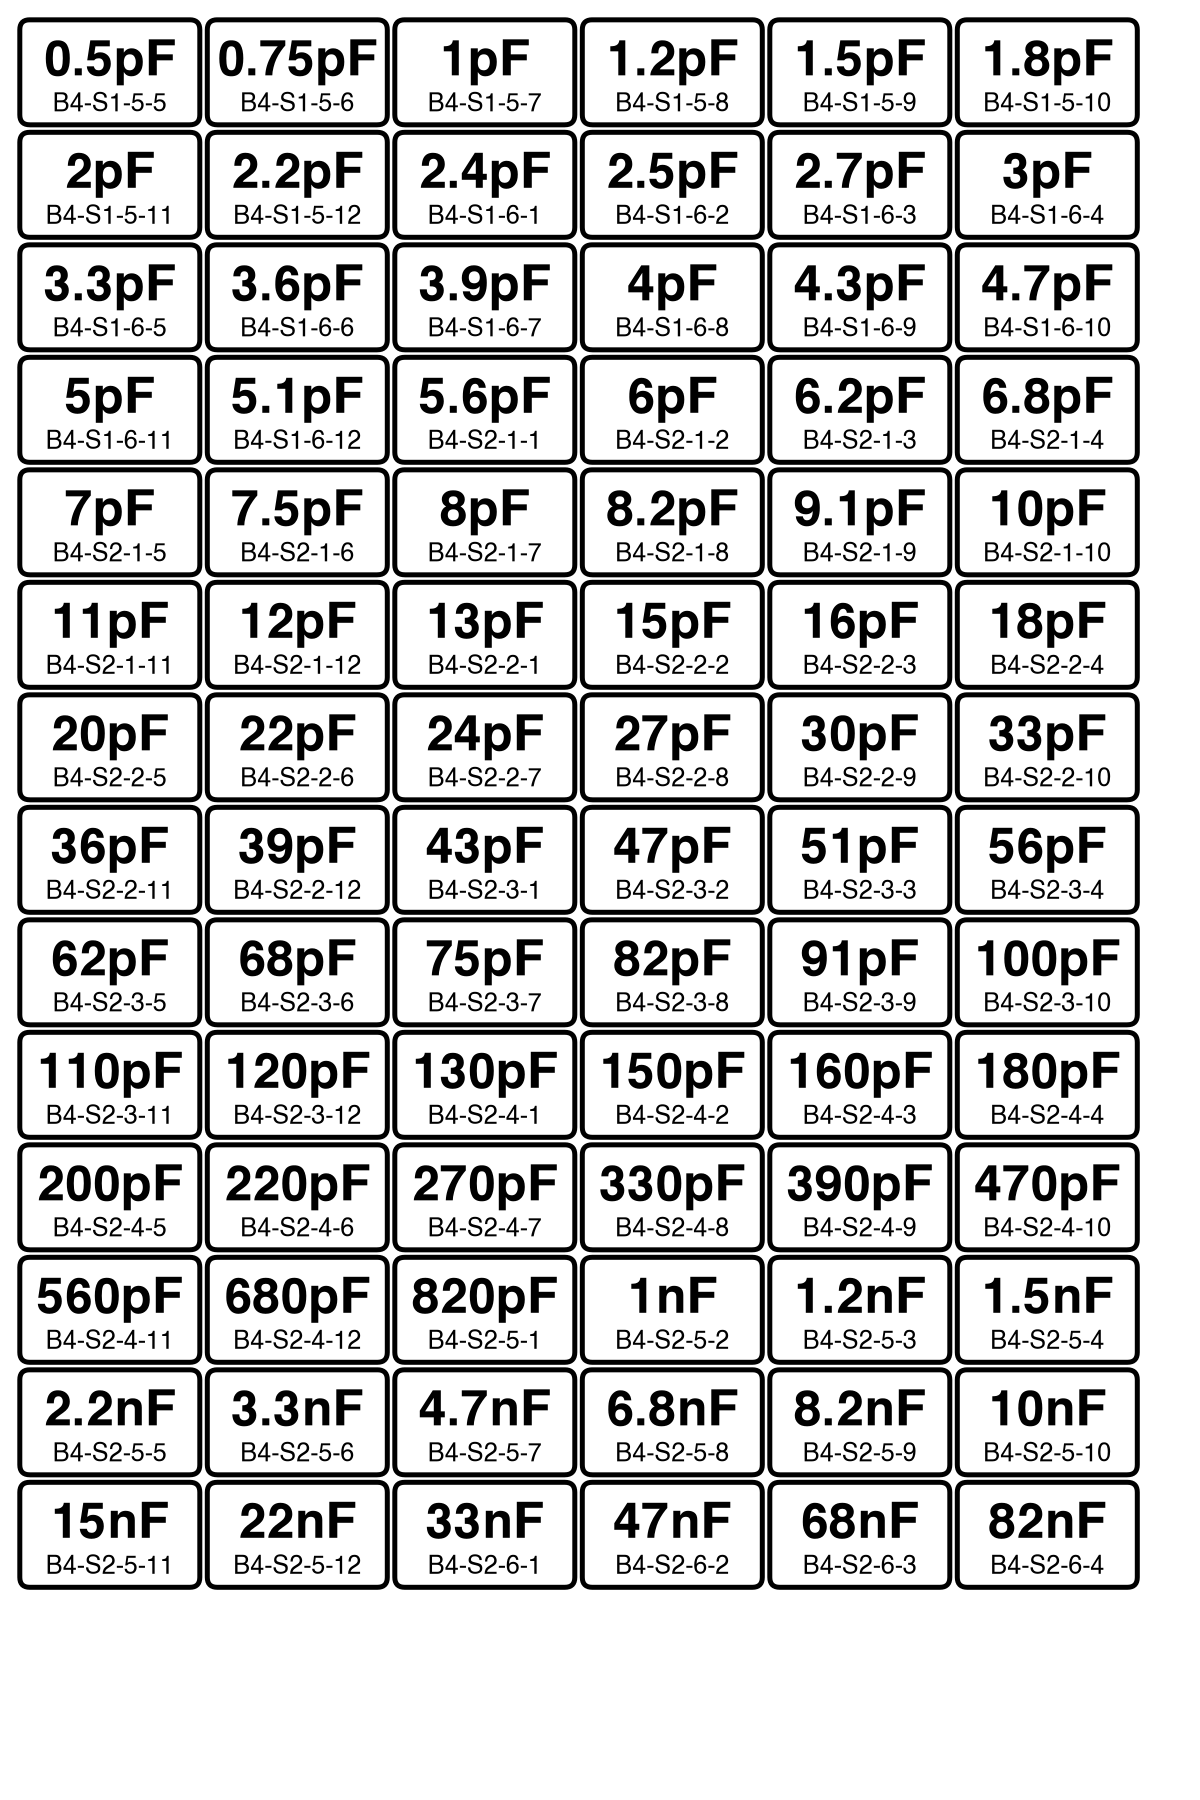 0.5pF 0.75pF 1pF 1.2pF 1.5pF 1.8pF
B4-S1-5-5 B4-S1-5-6 B4-S1-5-7 B4-S1-5-8 B4-S1-5-9 B4-S1-5-10
2pF 2.2pF 2.4pF 2.5pF 2.7pF 3pF
B4-S1-5-11 B4-S1-5-12 B4-S1-6-1 B4-S1-6-2 B4-S1-6-3 B4-S1-6-4
3.3pF 3.6pF 3.9pF 4pF 4.3pF 4.7pF
B4-S1-6-5 B4-S1-6-6 B4-S1-6-7 B4-S1-6-8 B4-S1-6-9 B4-S1-6-10
5pF 5.1pF 5.6pF 6pF 6.2pF 6.8pF
B4-S1-6-11 B4-S1-6-12 B4-S2-1-1 B4-S2-1-2 B4-S2-1-3 B4-S2-1-4
7pF 7.5pF 8pF 8.2pF 9.1pF 10pF
B4-S2-1-5 B4-S2-1-6 B4-S2-1-7 B4-S2-1-8 B4-S2-1-9 B4-S2-1-10
11pF 12pF 13pF 15pF 16pF 18pF
B4-S2-1-11 B4-S2-1-12 B4-S2-2-1 B4-S2-2-2 B4-S2-2-3 B4-S2-2-4
20pF 22pF 24pF 27pF 30pF 33pF
B4-S2-2-5 B4-S2-2-6 B4-S2-2-7 B4-S2-2-8 B4-S2-2-9 B4-S2-2-10
36pF 39pF 43pF 47pF 51pF 56pF
B4-S2-2-11 B4-S2-2-12 B4-S2-3-1 B4-S2-3-2 B4-S2-3-3 B4-S2-3-4
62pF 68pF 75pF 82pF 91pF 100pF
B4-S2-3-5 B4-S2-3-6 B4-S2-3-7 B4-S2-3-8 B4-S2-3-9 B4-S2-3-10
110pF 120pF 130pF 150pF 160pF 180pF
B4-S2-3-11 B4-S2-3-12 B4-S2-4-1 B4-S2-4-2 B4-S2-4-3 B4-S2-4-4
200pF 220pF 270pF 330pF 390pF 470pF
B4-S2-4-5 B4-S2-4-6 B4-S2-4-7 B4-S2-4-8 B4-S2-4-9 B4-S2-4-10
560pF 680pF 820pF 1nF 1.2nF 1.5nF
B4-S2-4-11 B4-S2-4-12 B4-S2-5-1 B4-S2-5-2 B4-S2-5-3 B4-S2-5-4
2.2nF 3.3nF 4.7nF 6.8nF 8.2nF 10nF
B4-S2-5-5 B4-S2-5-6 B4-S2-5-7 B4-S2-5-8 B4-S2-5-9 B4-S2-5-10
15nF 22nF 33nF 47nF 68nF 82nF
B4-S2-5-11 B4-S2-5-12 B4-S2-6-1 B4-S2-6-2 B4-S2-6-3 B4-S2-6-4